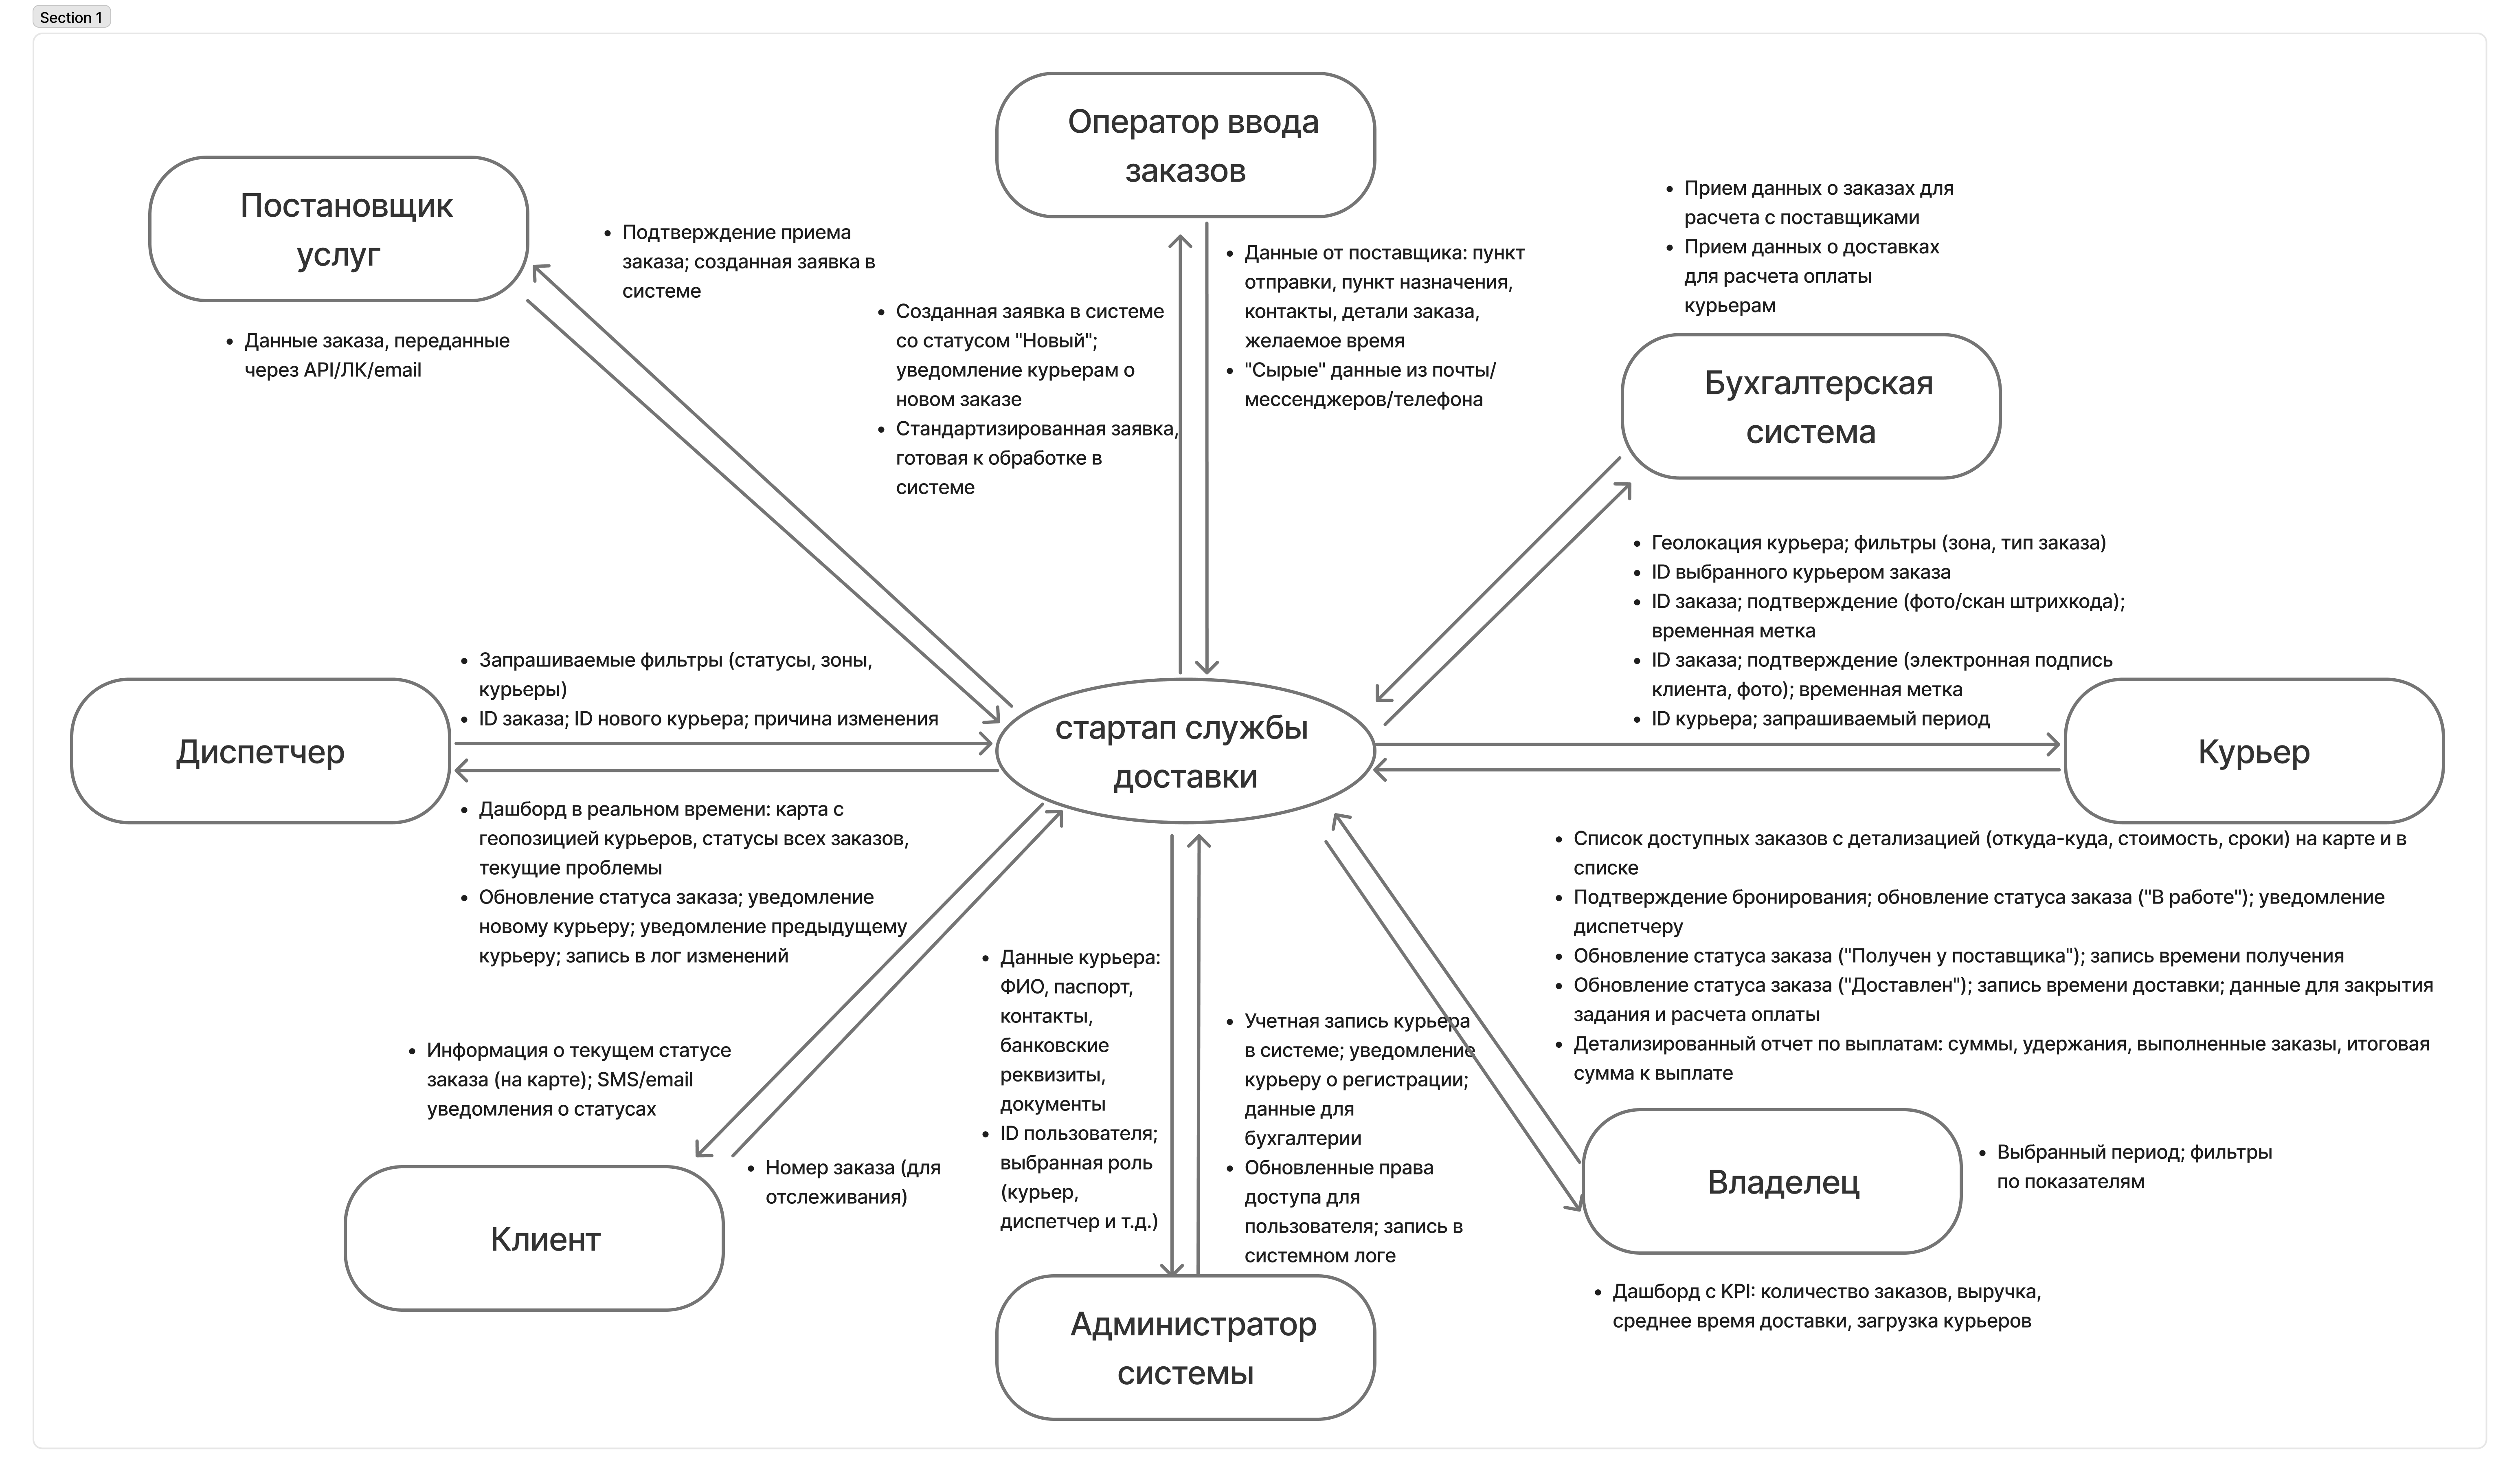 Section 1
Оператор ввода
заказов
Постановщик
услуг
• Подтверждение приема
заказа; созданная заявка в
системе
• Данные заказа, переданные
через API/ЛК/email
• Созданная заявка в системе
со статусом "Новый";
уведомление курьерам о
новом заказе
• Стандартизированная заявка,
готовая к обработке в
системе
• Данные от поставщика: пункт
отправки, пункт назначения,
контакты, детали заказа,
желаемое время
• "Сырые" данные из почты/
мессенджеров/телефона
• Прием данных о заказах для
расчета с поставщиками
• Прием данных о доставках
для расчета оплаты
курьерам
Бухгалтерская
система
• Геолокация курьера; фильтры (зона, тип заказа)
• ID выбранного курьером заказа
• ID заказа; подтверждение (фото/скан штрихкода);
временная метка
• ID заказа; подтверждение (электронная подпись
клиента, фото); временная метка
• ID курьера; запрашиваемый период
• Запрашиваемые фильтры (статусы, зоны,
курьеры)
• ID заказа; ID нового курьера; причина изменения
Диспетчер
стартап службы
доставки
Курьер
• Дашборд в реальном времени: карта с
геопозицией курьеров, статусы всех заказов,
текущие проблемы
• Обновление статуса заказа; уведомление
новому курьеру; уведомление предыдущему
курьеру; запись в лог изменений
• Список доступных заказов с детализацией (откуда-куда, стоимость, сроки) на карте и в
списке
• Подтверждение бронирования; обновление статуса заказа ("В работе"); уведомление
диспетчеру
• Обновление статуса заказа ("Получен у поставщика"); запись времени получения
• Обновление статуса заказа ("Доставлен"); запись времени доставки; данные для закрытия
задания и расчета оплаты
• Детализированный отчет по выплатам: суммы, удержания, выполненные заказы, итоговая
сумма к выплате
• Информация о текущем статусе
заказа (на карте); SMS/email
уведомления о статусах
• Номер заказа (для
отслеживания)
Клиент
• Данные курьера:
ФИО, паспорт,
контакты,
банковские
реквизиты,
документы
• ID пользователя;
выбранная роль
(курьер,
диспетчер и т.д.)
• Учетная запись курьера
в системе; уведомление
курьеру о регистрации;
данные для
бухгалтерии
• Обновленные права
доступа для
пользователя; запись в
системном логе
Администратор
системы
Владелец
• Выбранный период; фильтры
по показателям
• Дашборд с KPI: количество заказов, выручка,
среднее время доставки, загрузка курьеров